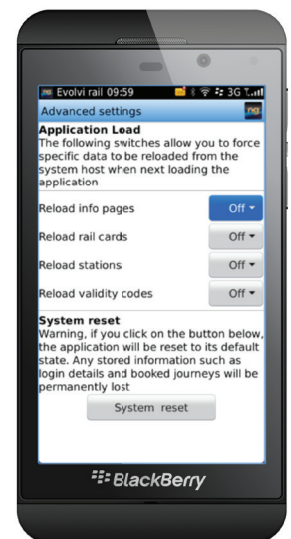 ng Evolvi rail 09:59 3G
Advanced settings ng
Application Load
The following switches allow you to force
specific data to be reloaded from the
system host when next loading the
application
Reload info pages Off
Reload rail cards Off
Reload stations Off
Reload validity codes Off
System reset
Warning, if you click on the button below,
the application will be reset to its default
state. Any stored information such as
login details and booked journeys will be
permanently lost
System reset
BlackBerry